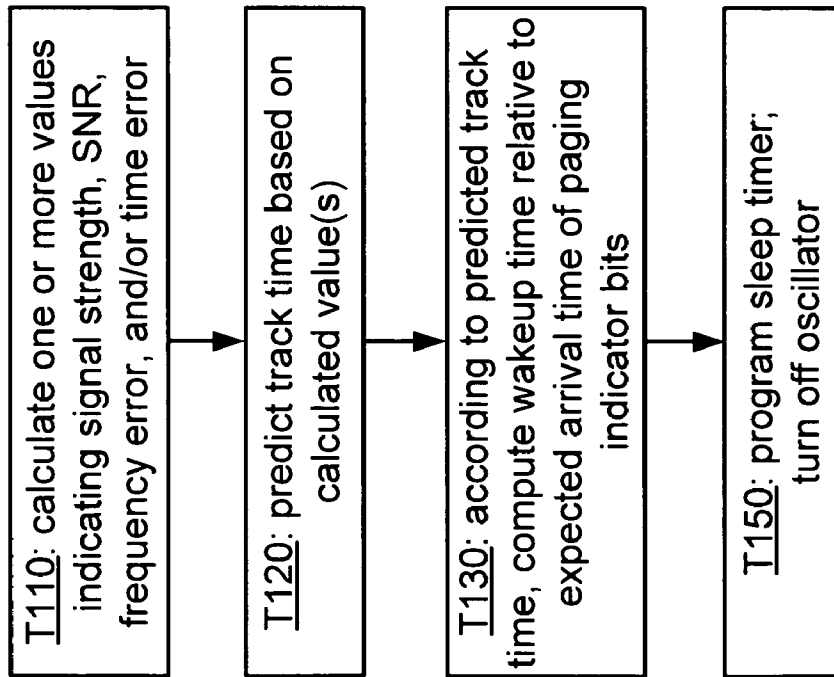 T110: calculate one or more values
indicating signal strength, SNR,
frequency error, and/or time error
T120: predict track time based on
calculated value(s)
T130: according to predicted track
time, compute wakeup time relative to
expected arrival time of paging
indicator bits
T150: program sleep timer;
turn off oscillator